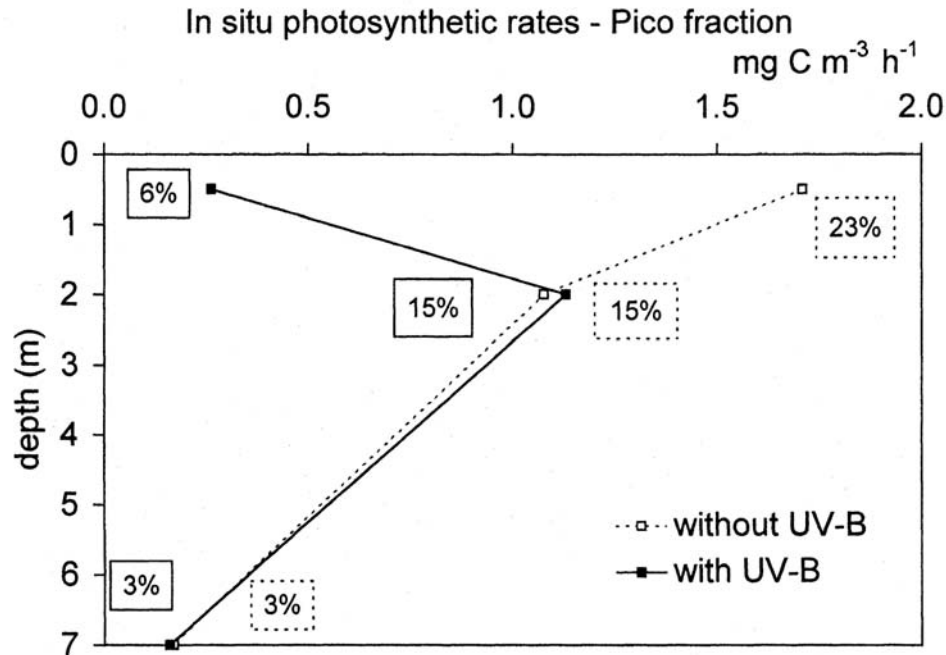 In situ photosynthetic rates - Pico fraction
mg C m⁻³ h⁻¹
0.0 0.5 1.0 1.5 2.0
0
6%
1
23%
2
15% 15%
3
depth (m)
4
5
without UV-B
6
with UV-B
3% 3%
7